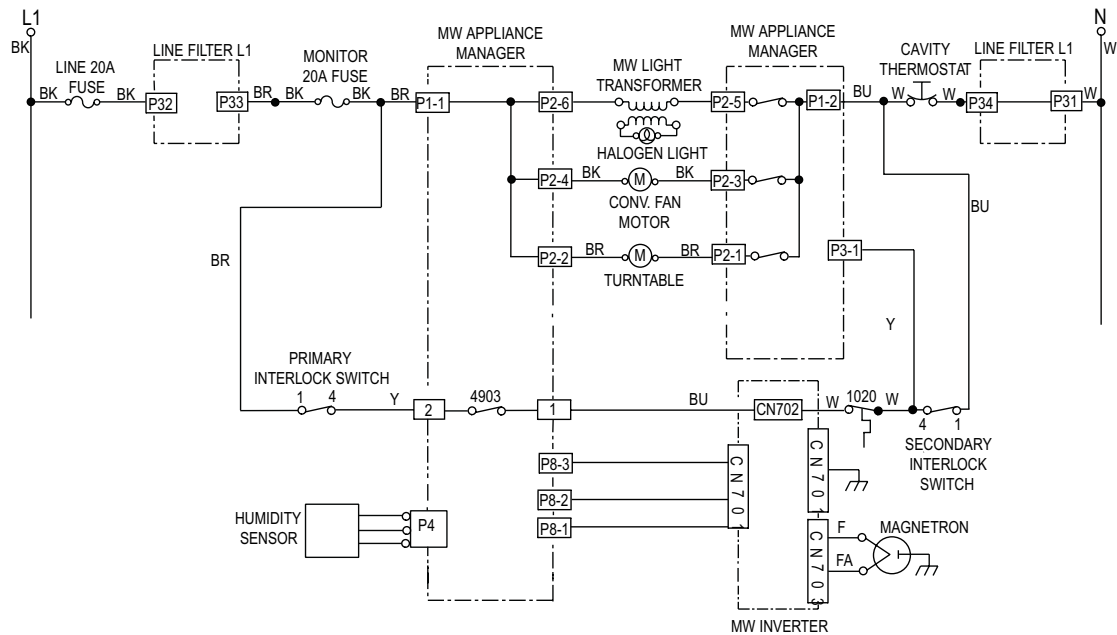 L1
N
BK
W
LINE 20A
FUSE
BK
BK
LINE FILTER L1
P32
P33
BR
BK
MONITOR
20A FUSE
BK
BR
MW APPLIANCE
MANAGER
P1-1
P2-6
MW LIGHT
TRANSFORMER
HALOGEN LIGHT
MW APPLIANCE
MANAGER
P2-5
P1-2
BU
CAVITY
THERMOSTAT
W
W
LINE FILTER L1
P34
P31
W
P2-4
BK
M
BK
P2-3
CONV. FAN
MOTOR
BU
BR
P2-2
BR
M
BR
P2-1
TURNTABLE
P3-1
Y
PRIMARY
INTERLOCK SWITCH
1
4
Y
2
4903
1
BU
CN702
W
1020
W
4
1
SECONDARY
INTERLOCK
SWITCH
P8-3
P8-2
P8-1
CN701
CN701
HUMIDITY
SENSOR
P4
CN703
F
FA
MAGNETRON
MW INVERTER